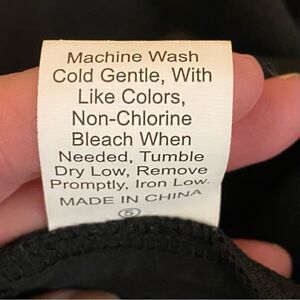 Machine Wash
Cold Gentle, With
Like Colors,
Non-Chlorine
Bleach When
Needed, Tumble
Dry Low, Remove
Promptly, Iron Low.
MADE IN CHINA
5